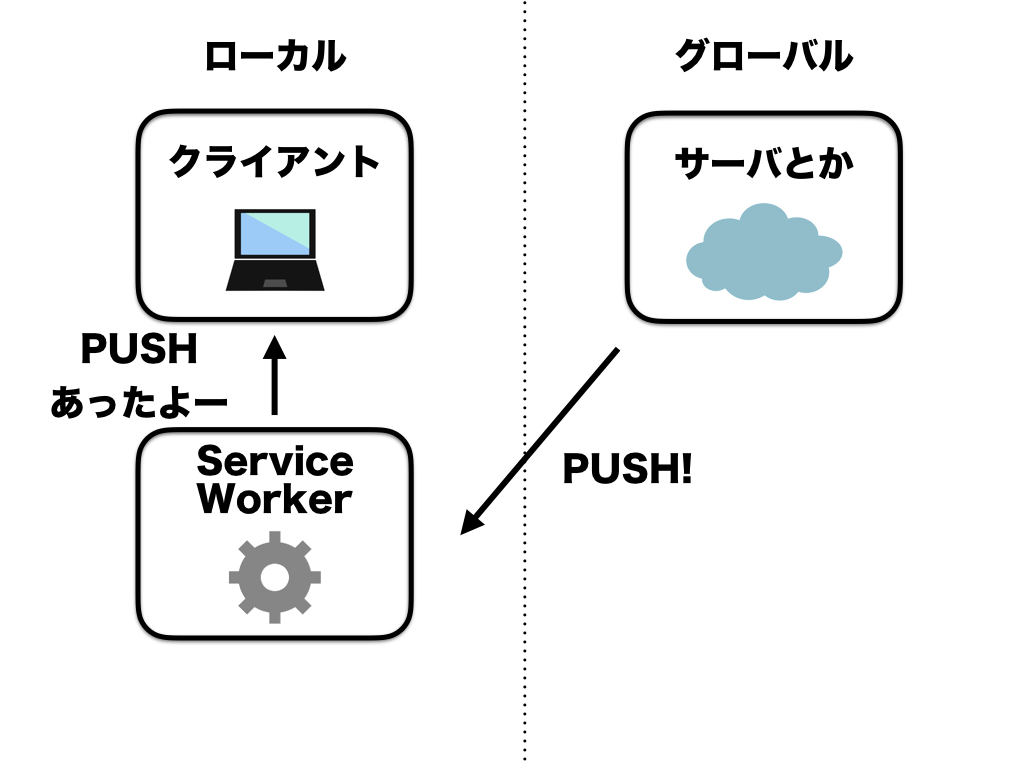 ローカル
グローバル
クライアント
サーバとか
PUSH
あったよー
PUSH!
Service
Worker